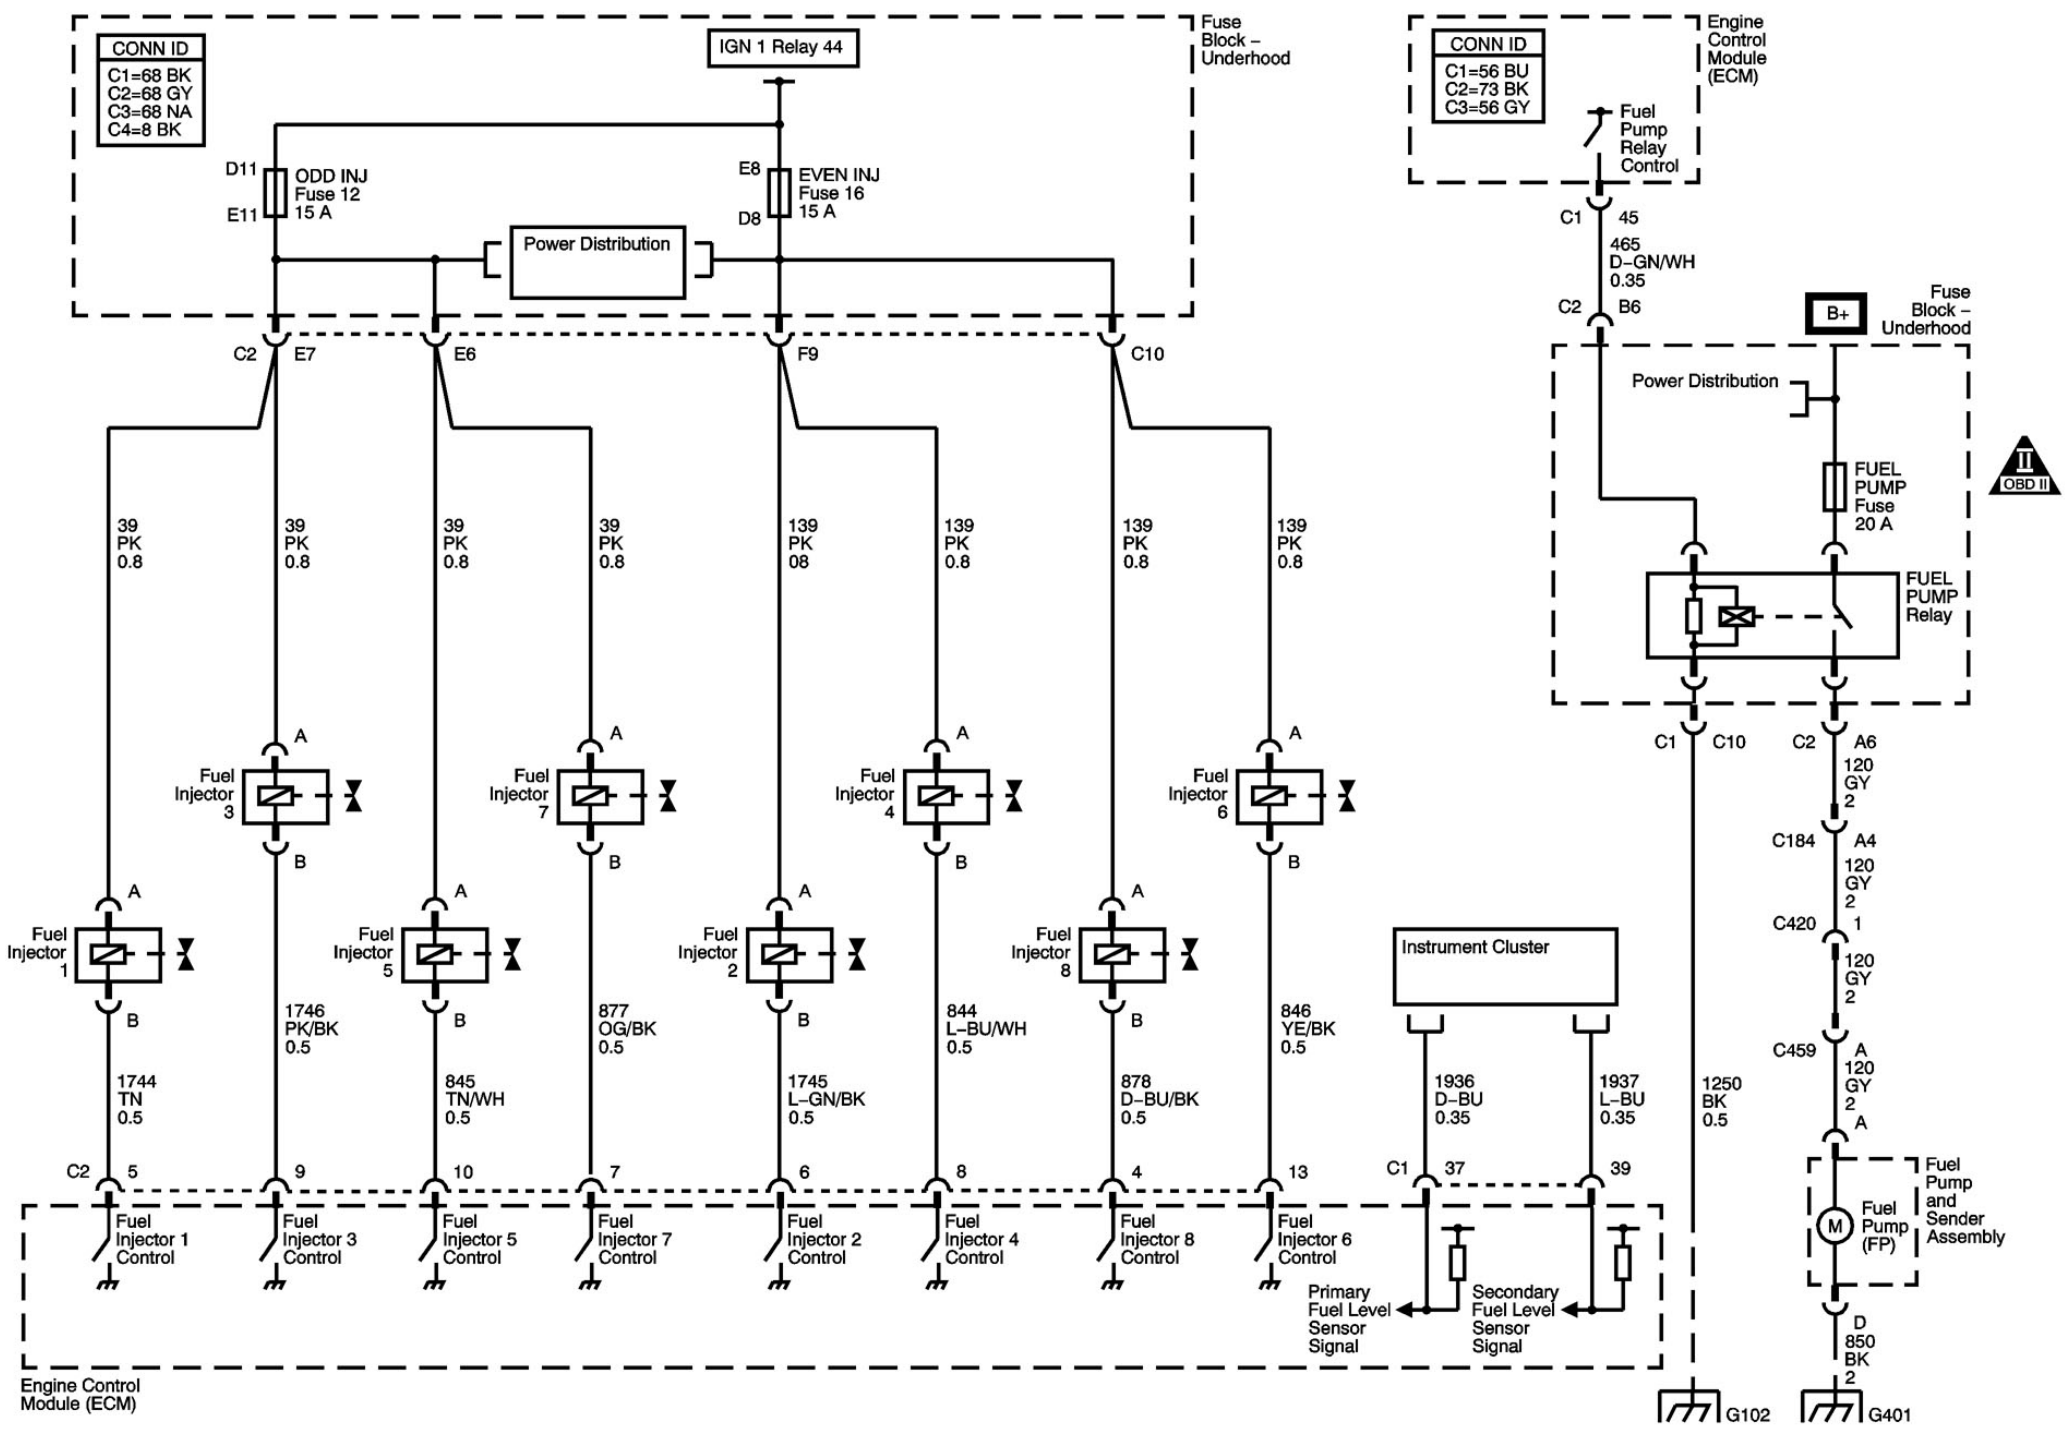 CONN ID
C1=68 BK
C2=68 GY
C3=68 NA
C4=8 BK
IGN 1 Relay 44
Fuse
Block –
Underhood
D11
E11
ODD INJ
Fuse 12
15 A
E8
D8
EVEN INJ
Fuse 16
15 A
Power Distribution
C2
E7
E6
F9
C10
CONN ID
C1=56 BU
C2=73 BK
C3=56 GY
Engine
Control
Module
(ECM)
Fuel
Pump
Relay
Control
C1
45
465
D–GN/WH
0.35
C2
B6
B+
Fuse
Block –
Underhood
Power Distribution
FUEL
PUMP
Fuse
20 A
II
OBD II
FUEL
PUMP
Relay
39
PK
0.8
39
PK
0.8
39
PK
0.8
39
PK
0.8
139
PK
08
139
PK
0.8
139
PK
0.8
139
PK
0.8
A
Fuel
Injector
3
B
A
Fuel
Injector
7
B
A
Fuel
Injector
4
B
A
Fuel
Injector
6
B
A
Fuel
Injector
1
B
A
Fuel
Injector
5
B
A
Fuel
Injector
2
B
A
Fuel
Injector
8
B
1744
TN
0.5
1746
PK/BK
0.5
845
TN/WH
0.5
877
OG/BK
0.5
1745
L–GN/BK
0.5
844
L–BU/WH
0.5
878
D–BU/BK
0.5
846
YE/BK
0.5
Instrument Cluster
1936
D–BU
0.35
1937
L–BU
0.35
C1
C10
1250
BK
0.5
C2
A6
120
GY
2
C184
A4
120
GY
2
C420
1
120
GY
2
C459
A
120
GY
2
A
Fuel
Pump
and
Sender
Assembly
M
Fuel
Pump
(FP)
D
850
BK
2
G102
G401
C2
5
9
10
7
6
8
4
13
C1
37
39
Fuel
Injector 1
Control
Fuel
Injector 3
Control
Fuel
Injector 5
Control
Fuel
Injector 7
Control
Fuel
Injector 2
Control
Fuel
Injector 4
Control
Fuel
Injector 8
Control
Fuel
Injector 6
Control
Primary
Fuel Level
Sensor
Signal
Secondary
Fuel Level
Sensor
Signal
Engine Control
Module (ECM)